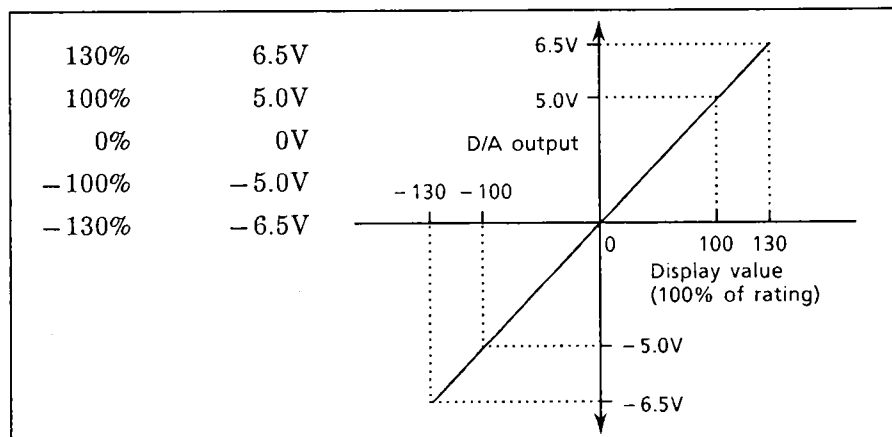 130% 6.5V
100% 5.0V
0% 0V
−100% −5.0V
−130% −6.5V
6.5V
5.0V
D/A output
−130 −100
0 100 130
Display value
(100% of rating)
−5.0V
−6.5V